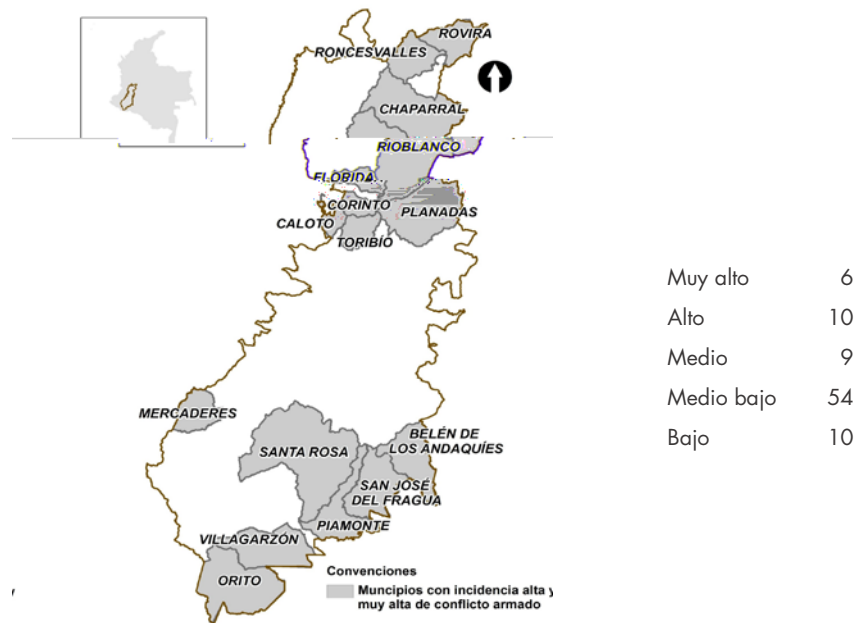 ROVIRA
RONCESVALLES
CHAPARRAL
RIOBLANCO
FLORIDA
CORINTO
PLANADAS
CALOTO
TORIBÍO
MERCADERES
BELÉN DE
LOS ANDAQUÍES
SANTA ROSA
SAN JOSÉ
DEL FRAGUA
PIAMONTE
VILLAGARZÓN
ORITO
Convenciones
Muncipios con incidencia alta y
muy alta de conflicto armado
Muy alto 6
Alto 10
Medio 9
Medio bajo 54
Bajo 10